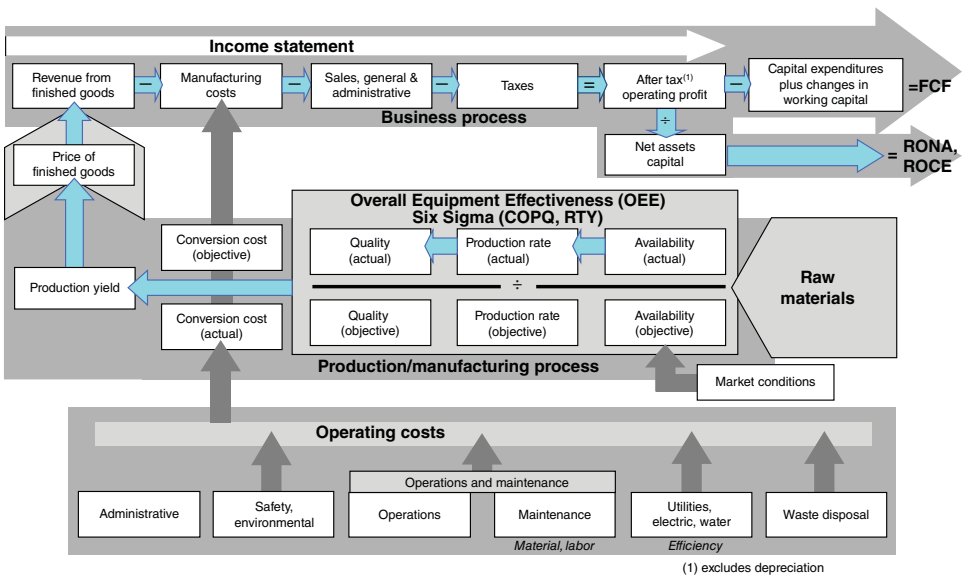 Income statement
Revenue from
finished goods
−
Manufacturing
costs
−
Sales, general &
administrative
−
Taxes
=
After tax(1)
operating profit
−
Capital expenditures
plus changes in
working capital
=FCF
Business process
÷
Net assets
capital
= RONA,
ROCE
Price of
finished goods
Overall Equipment Effectiveness (OEE)
Six Sigma (COPQ, RTY)
Conversion cost
(objective)
Quality
(actual)
Production rate
(actual)
Availability
(actual)
Production yield
÷
Raw
materials
Conversion cost
(actual)
Quality
(objective)
Production rate
(objective)
Availability
(objective)
Production/manufacturing process
Market conditions
Operating costs
Operations and maintenance
Administrative
Safety,
environmental
Operations
Maintenance
Utilities,
electric, water
Waste disposal
Material, labor
Efficiency
(1) excludes depreciation